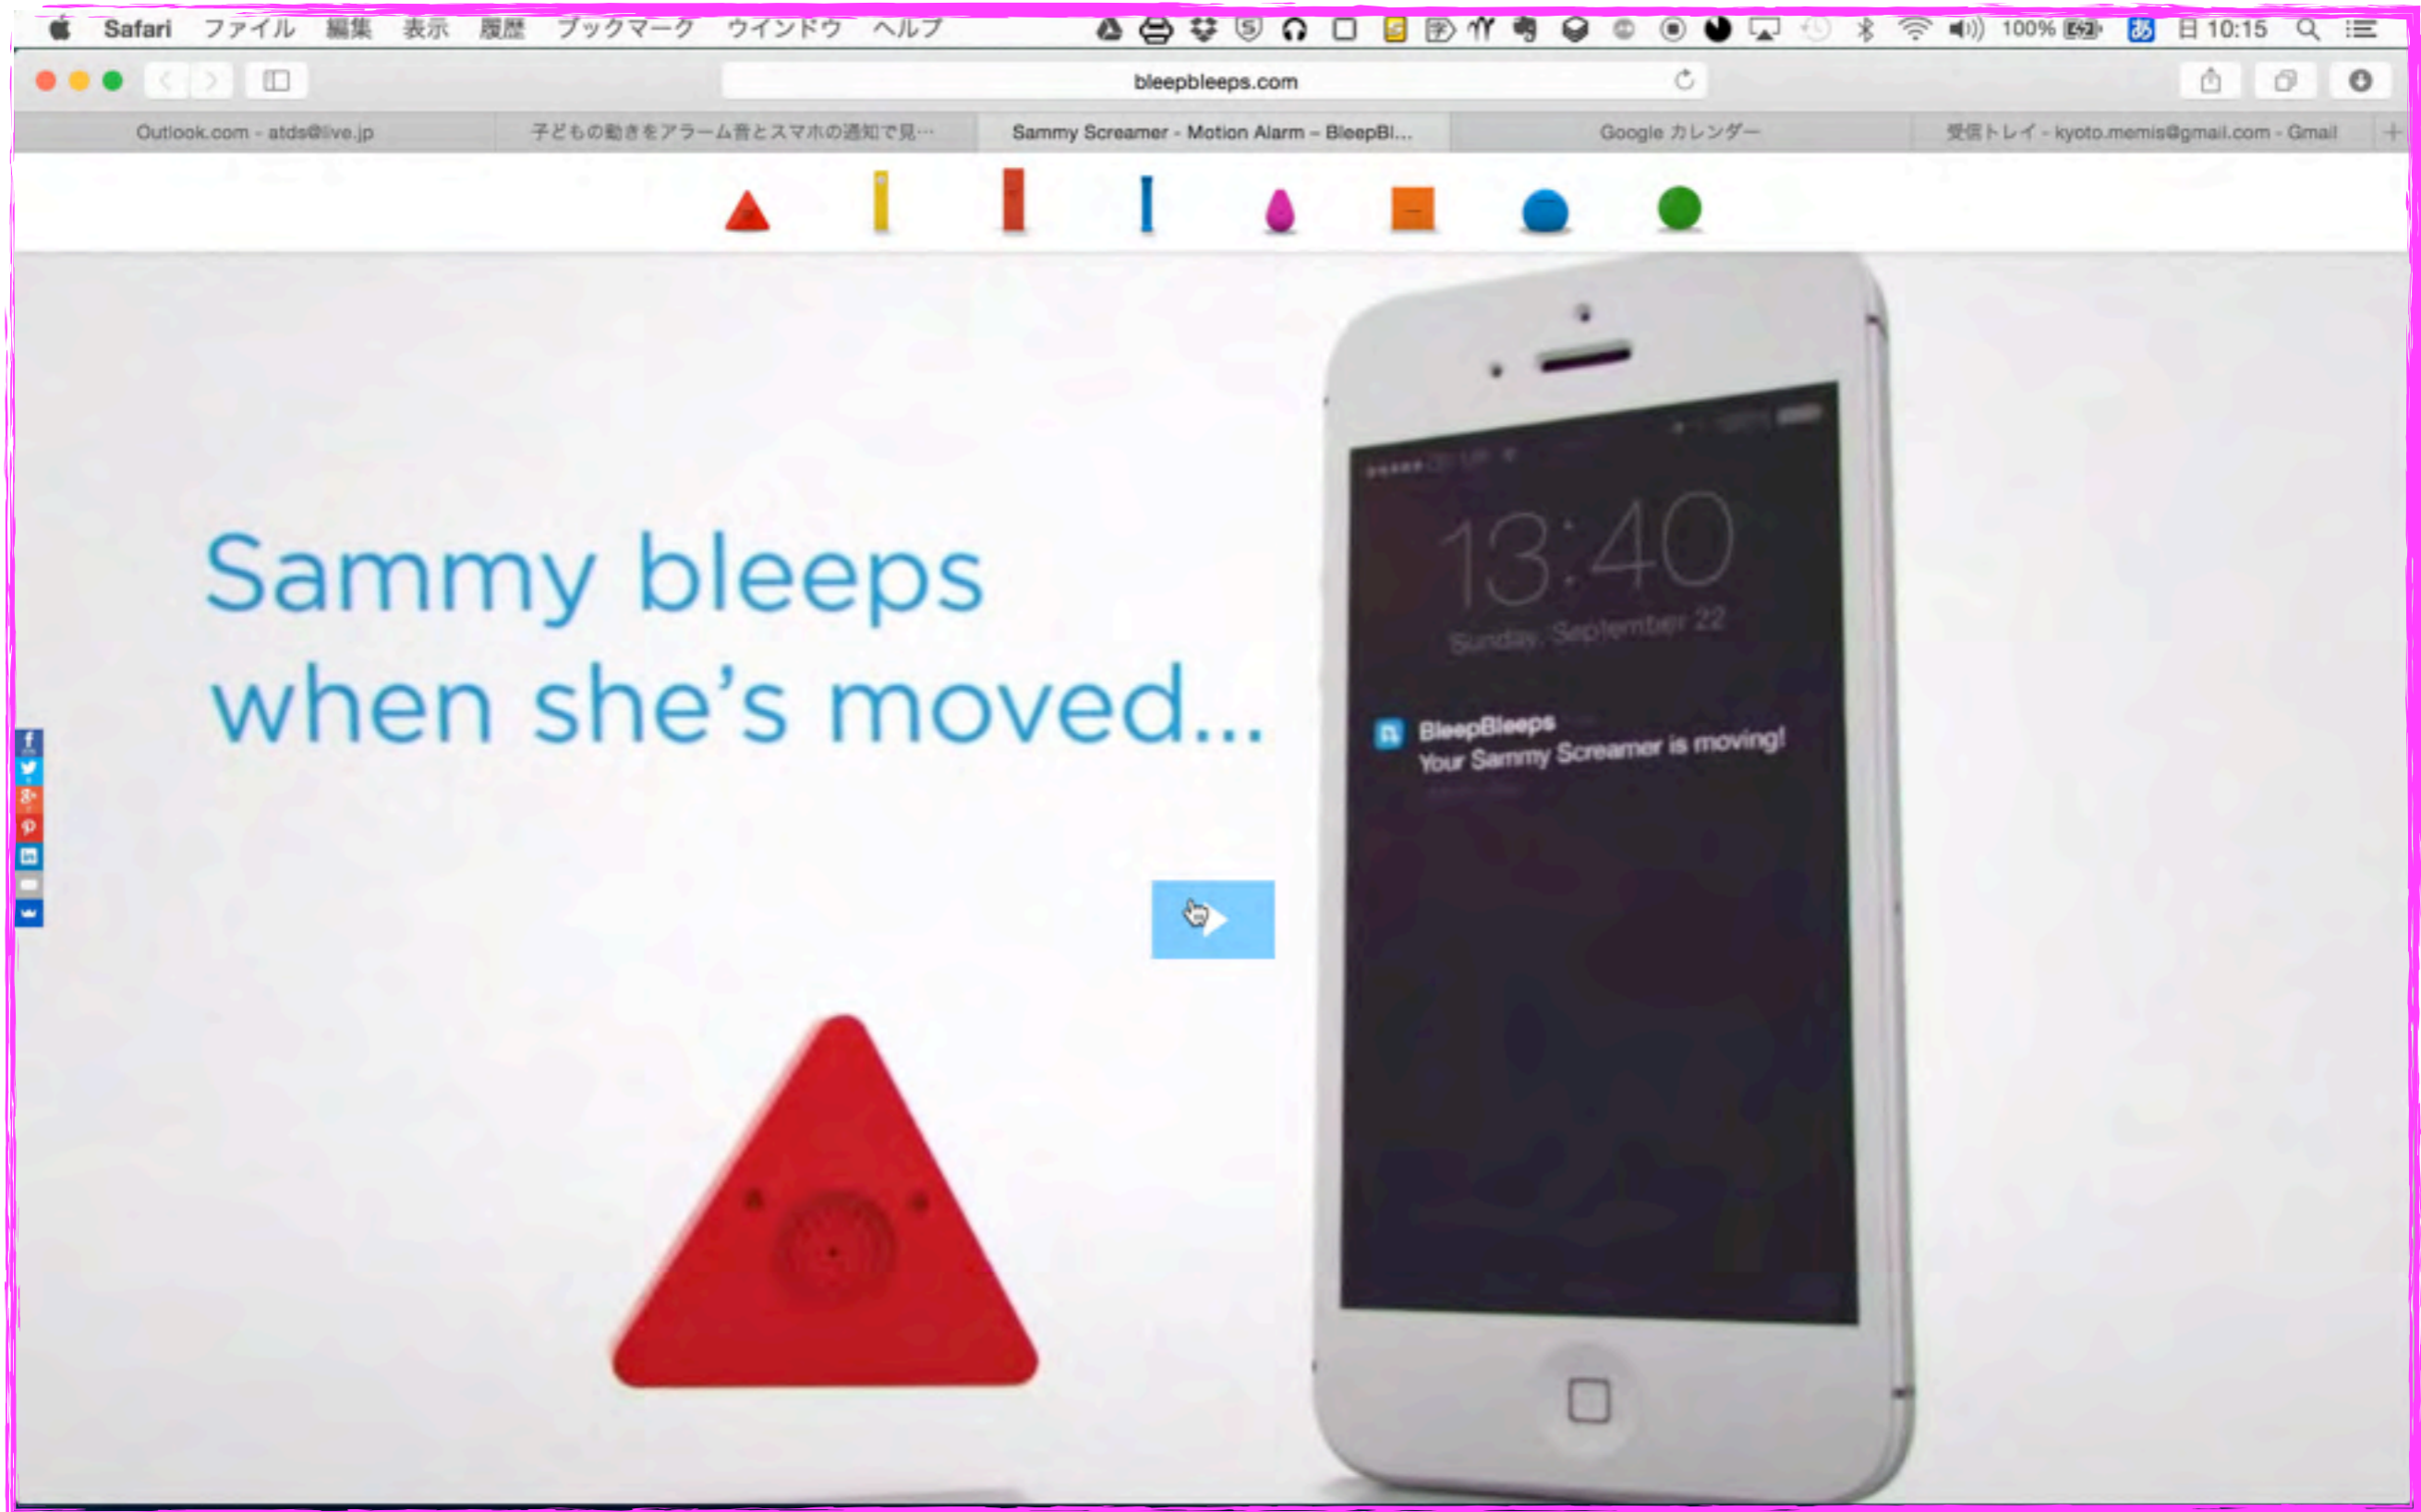 Safari ファイル 編集 表示 履歴 ブックマーク ウインドウ ヘルプ 100% あ 日 10:15
bleepbleeps.com
Outlook.com - atds@live.jp 子どもの動きをアラーム音とスマホの通知で見… Sammy Screamer - Motion Alarm – BleepBl... Google カレンダー 受信トレイ - kyoto.memis@gmail.com - Gmail
Sammy bleeps
when she's moved...
13:40
Sunday, September 22
BleepBleeps
Your Sammy Screamer is moving!